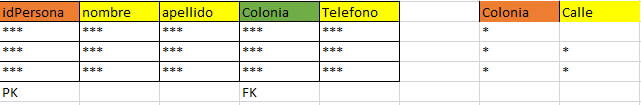 idPersona nombre apellido Colonia Telefono Colonia Calle
*** *** *** *** *** *
*** *** *** *** *** * *
*** *** *** *** *** * *
PK FK